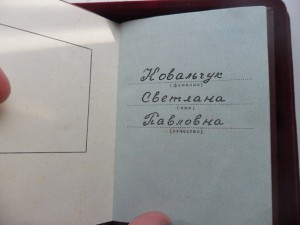 Ковальчук
(фамилия)
Светлана
(имя)
Павловна
(отчество)